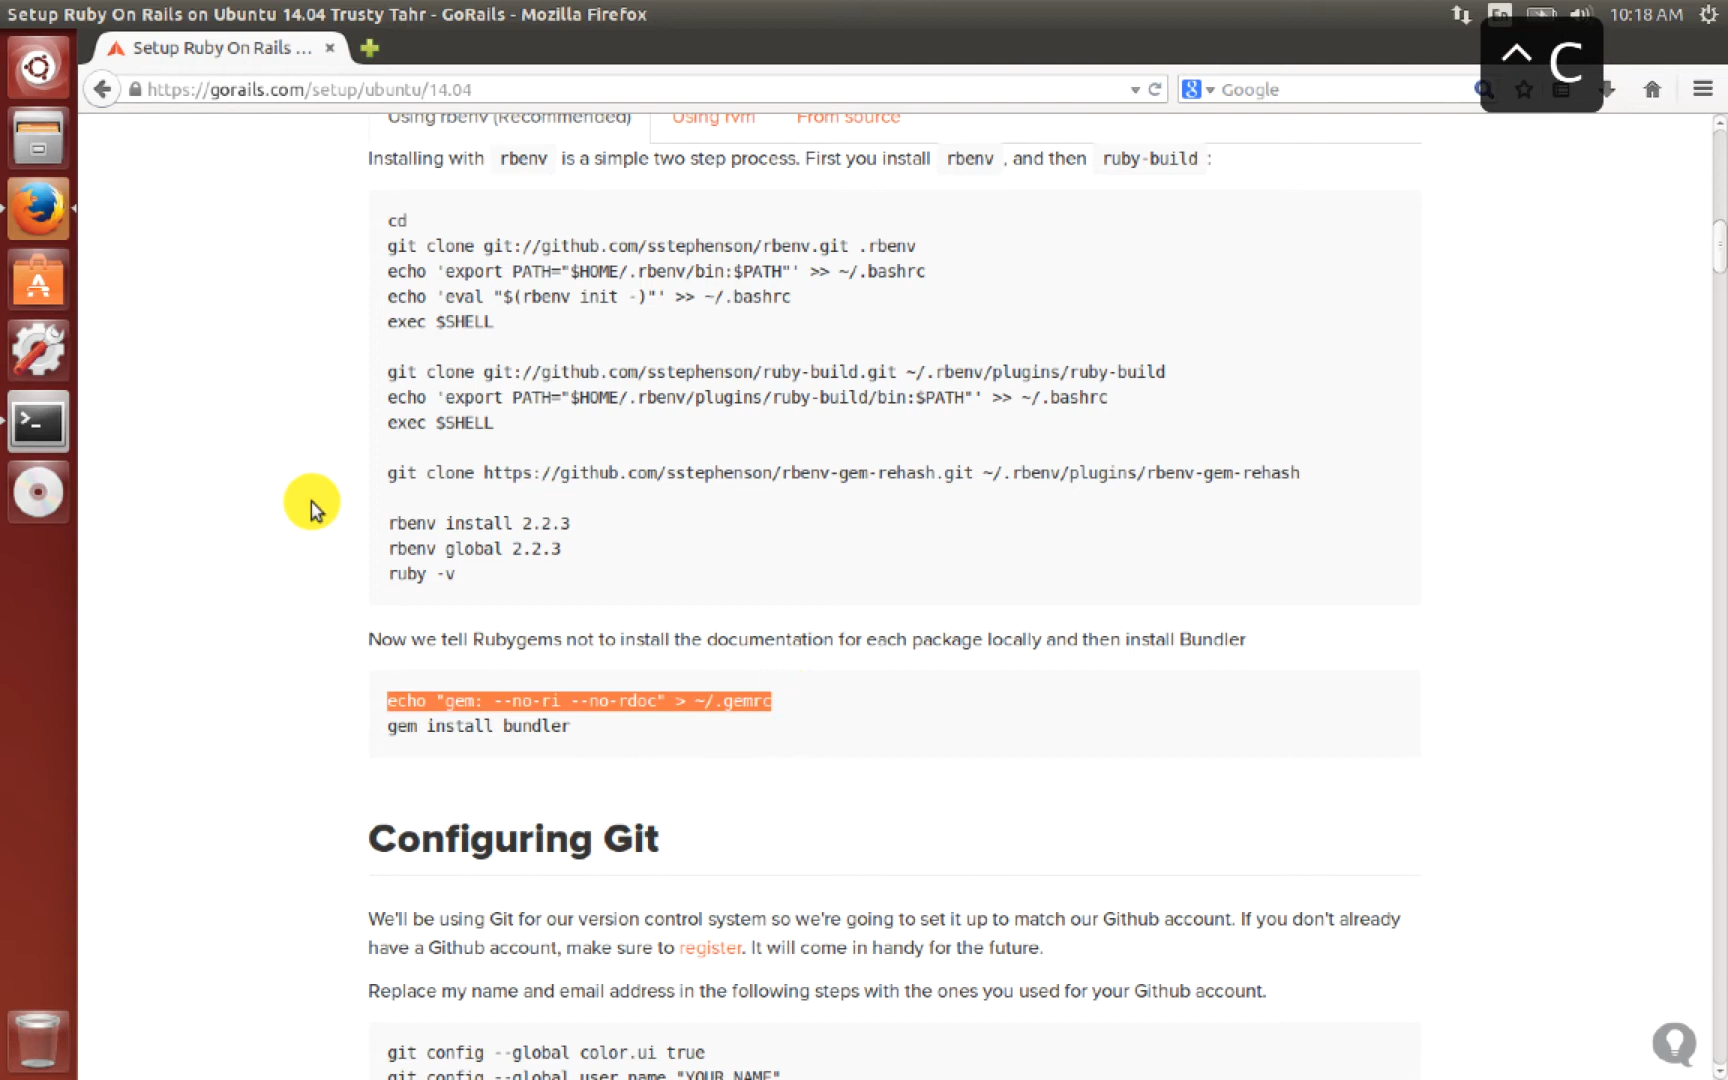 Setup Ruby On Rails on Ubuntu 14.04 Trusty Tahr - GoRails - Mozilla Firefox
En
10:18 AM
Setup Ruby On Rails ...
^ C
https://gorails.com/setup/ubuntu/14.04
Google
Using rbenv (Recommended) Using rvm From source
Installing with rbenv is a simple two step process. First you install rbenv , and then ruby-build :
cd
git clone git://github.com/sstephenson/rbenv.git .rbenv
echo 'export PATH="$HOME/.rbenv/bin:$PATH"' >> ~/.bashrc
echo 'eval "$(rbenv init -)"' >> ~/.bashrc
exec $SHELL
git clone git://github.com/sstephenson/ruby-build.git ~/.rbenv/plugins/ruby-build
echo 'export PATH="$HOME/.rbenv/plugins/ruby-build/bin:$PATH"' >> ~/.bashrc
exec $SHELL
git clone https://github.com/sstephenson/rbenv-gem-rehash.git ~/.rbenv/plugins/rbenv-gem-rehash
rbenv install 2.2.3
rbenv global 2.2.3
ruby -v
Now we tell Rubygems not to install the documentation for each package locally and then install Bundler
echo "gem: --no-ri --no-rdoc" > ~/.gemrc
gem install bundler
Configuring Git
We'll be using Git for our version control system so we're going to set it up to match our Github account. If you don't already
have a Github account, make sure to register. It will come in handy for the future.
Replace my name and email address in the following steps with the ones you used for your Github account.
git config --global color.ui true
git config --global user.name "YOUR NAME"